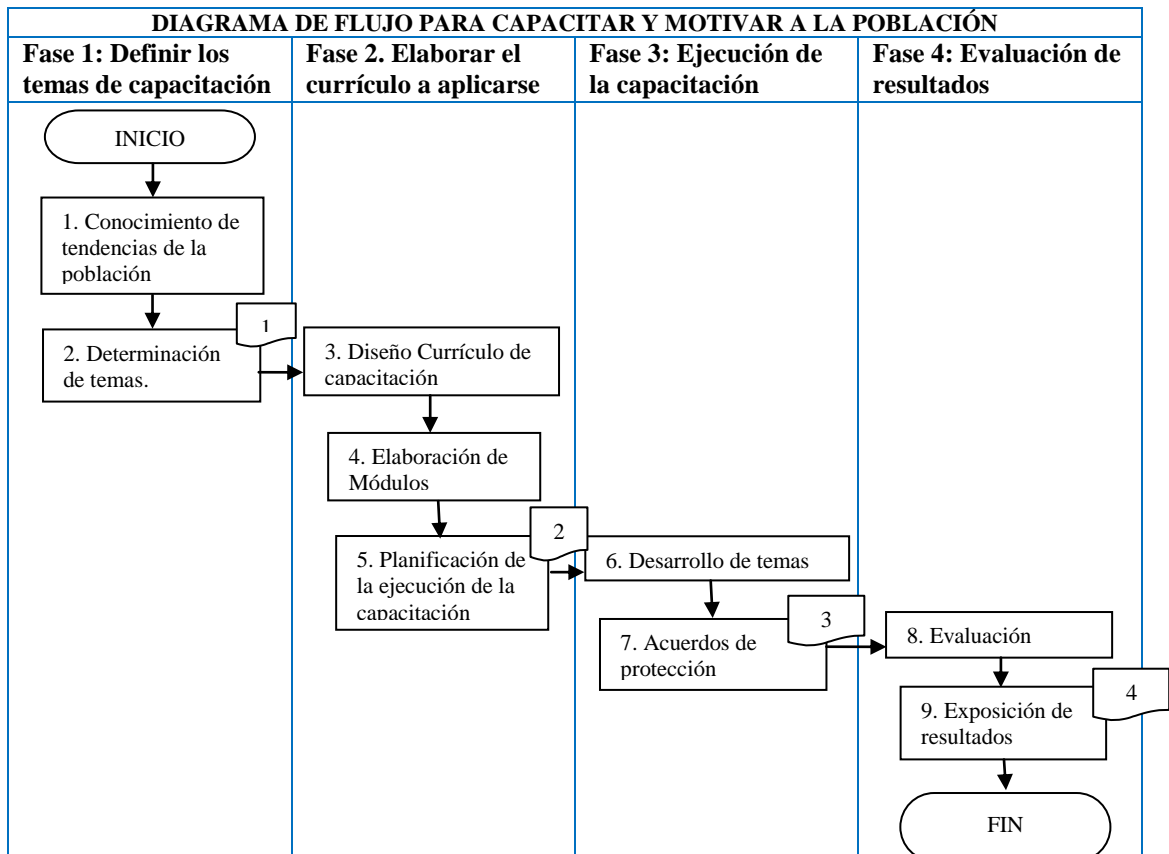 DIAGRAMA DE FLUJO PARA CAPACITAR Y MOTIVAR A LA POBLACIÓN
Fase 1: Definir los
temas de capacitación
Fase 2. Elaborar el
currículo a aplicarse
Fase 3: Ejecución de
la capacitación
Fase 4: Evaluación de
resultados
INICIO
1. Conocimiento de
tendencias de la
población
1
2. Determinación
de temas.
3. Diseño Currículo de
capacitación
4. Elaboración de
Módulos
2
5. Planificación de
la ejecución de la
capacitación
6. Desarrollo de temas
3
7. Acuerdos de
protección
8. Evaluación
4
9. Exposición de
resultados
FIN